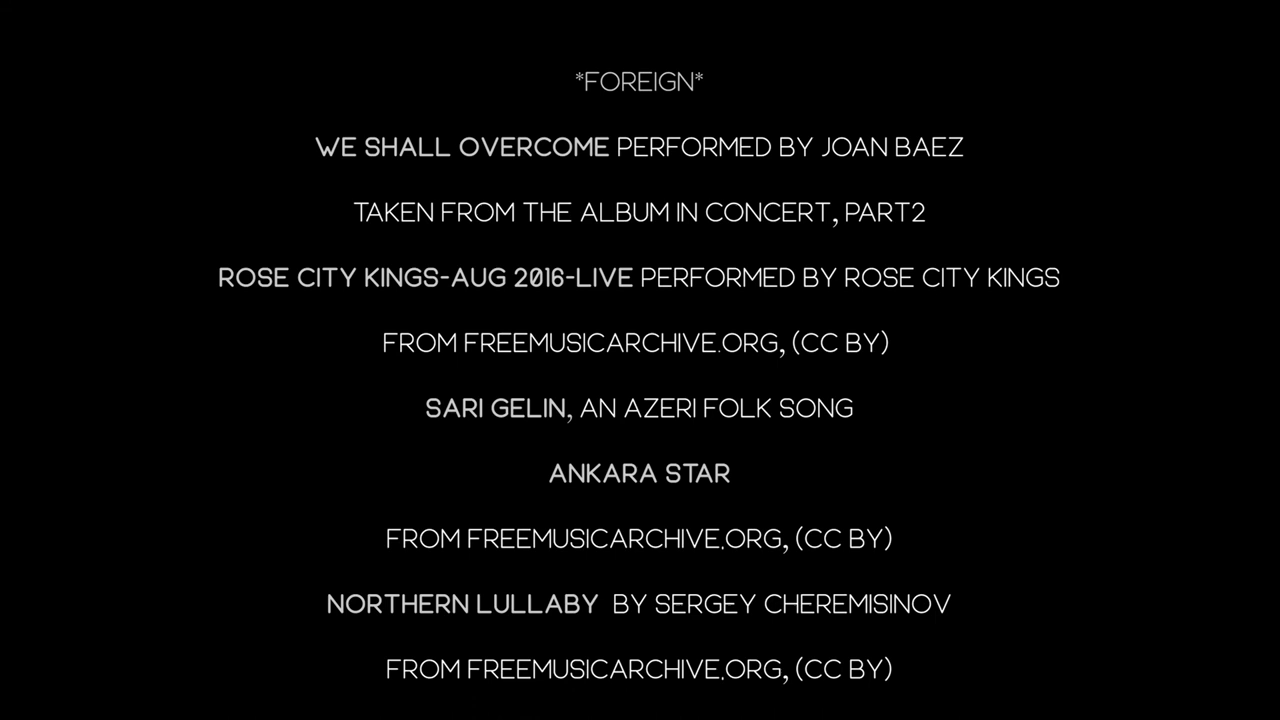 *FOREIGN*
WE SHALL OVERCOME PERFORMED BY JOAN BAEZ
TAKEN FROM THE ALBUM IN CONCERT, PART2
ROSE CITY KINGS-AUG 2016-LIVE PERFORMED BY ROSE CITY KINGS
FROM FREEMUSICARCHIVE.ORG, (CC BY)
SARI GELIN, AN AZERI FOLK SONG
ANKARA STAR
FROM FREEMUSICARCHIVE.ORG, (CC BY)
NORTHERN LULLABY BY SERGEY CHEREMISINOV
FROM FREEMUSICARCHIVE.ORG, (CC BY)